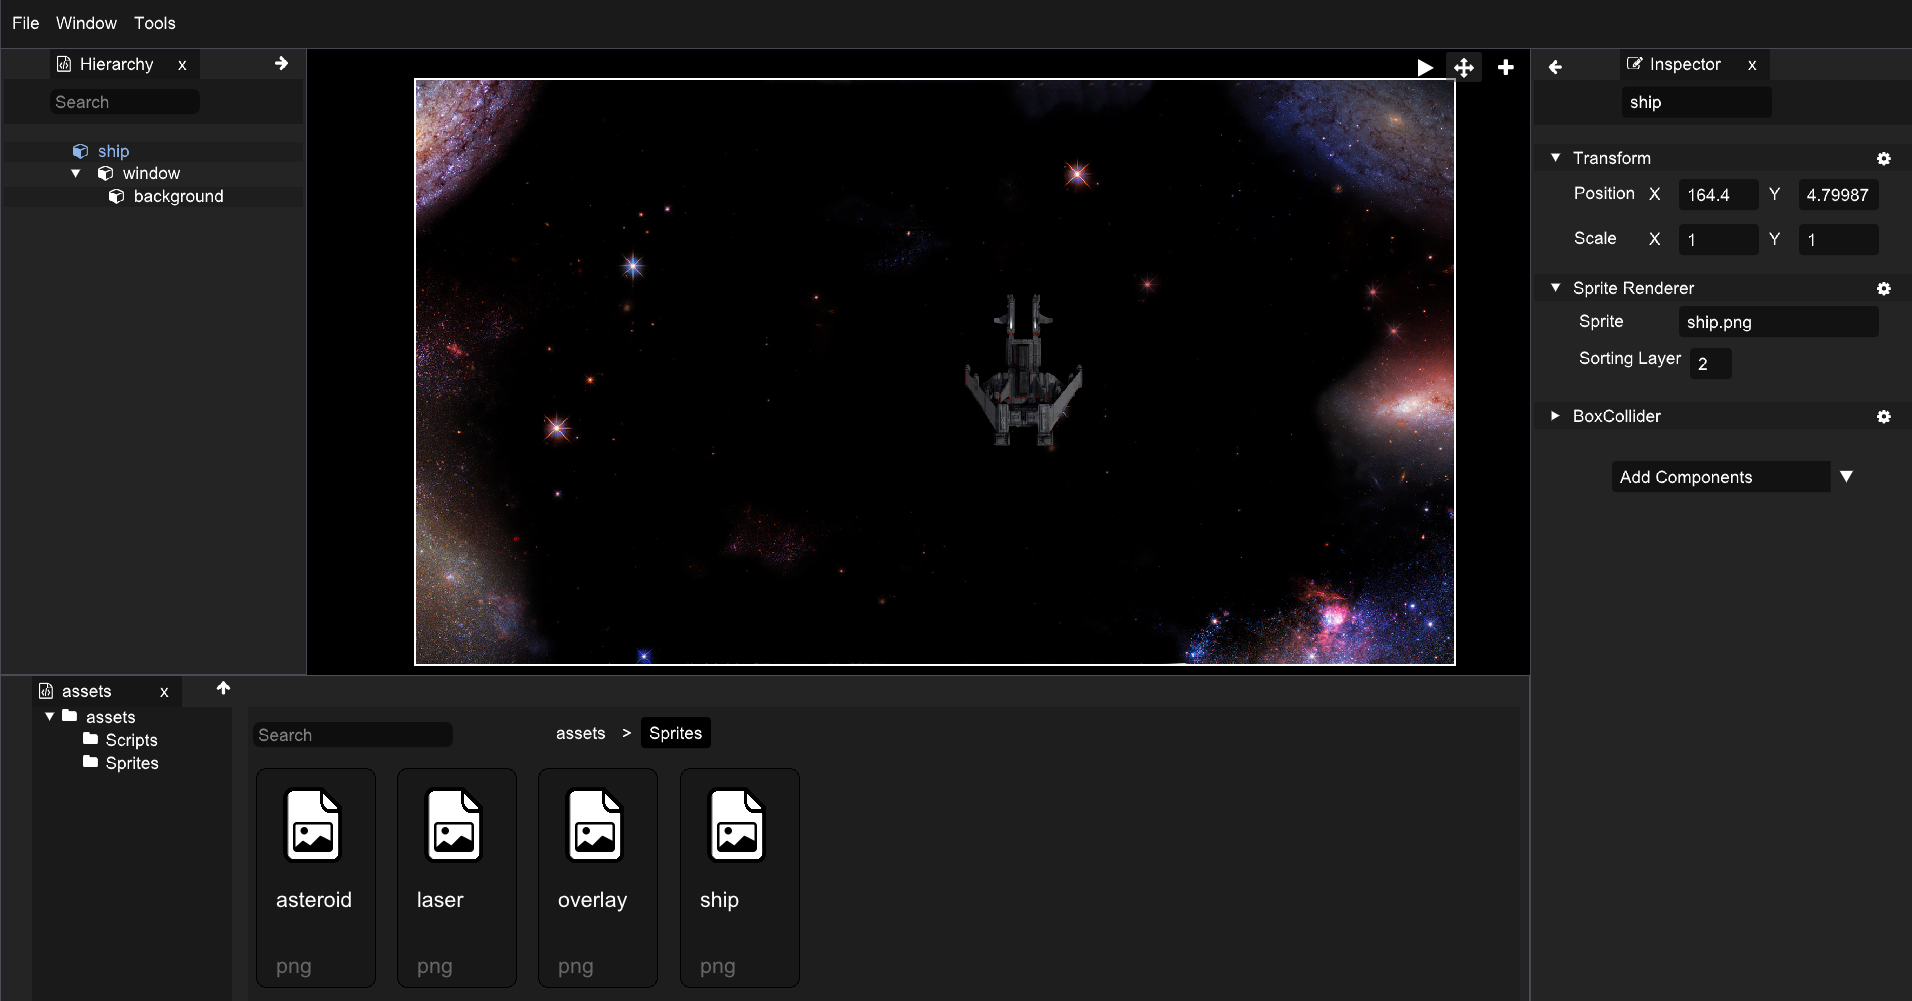 File Window Tools
Hierarchy x
Search
ship
window
background
Inspector x
ship
Transform
Position X 164.4 Y 4.79987
Scale X 1 Y 1
Sprite Renderer
Sprite ship.png
Sorting Layer 2
BoxCollider
Add Components
assets x
assets
Scripts
Sprites
Search
assets > Sprites
asteroid laser overlay ship
png png png png